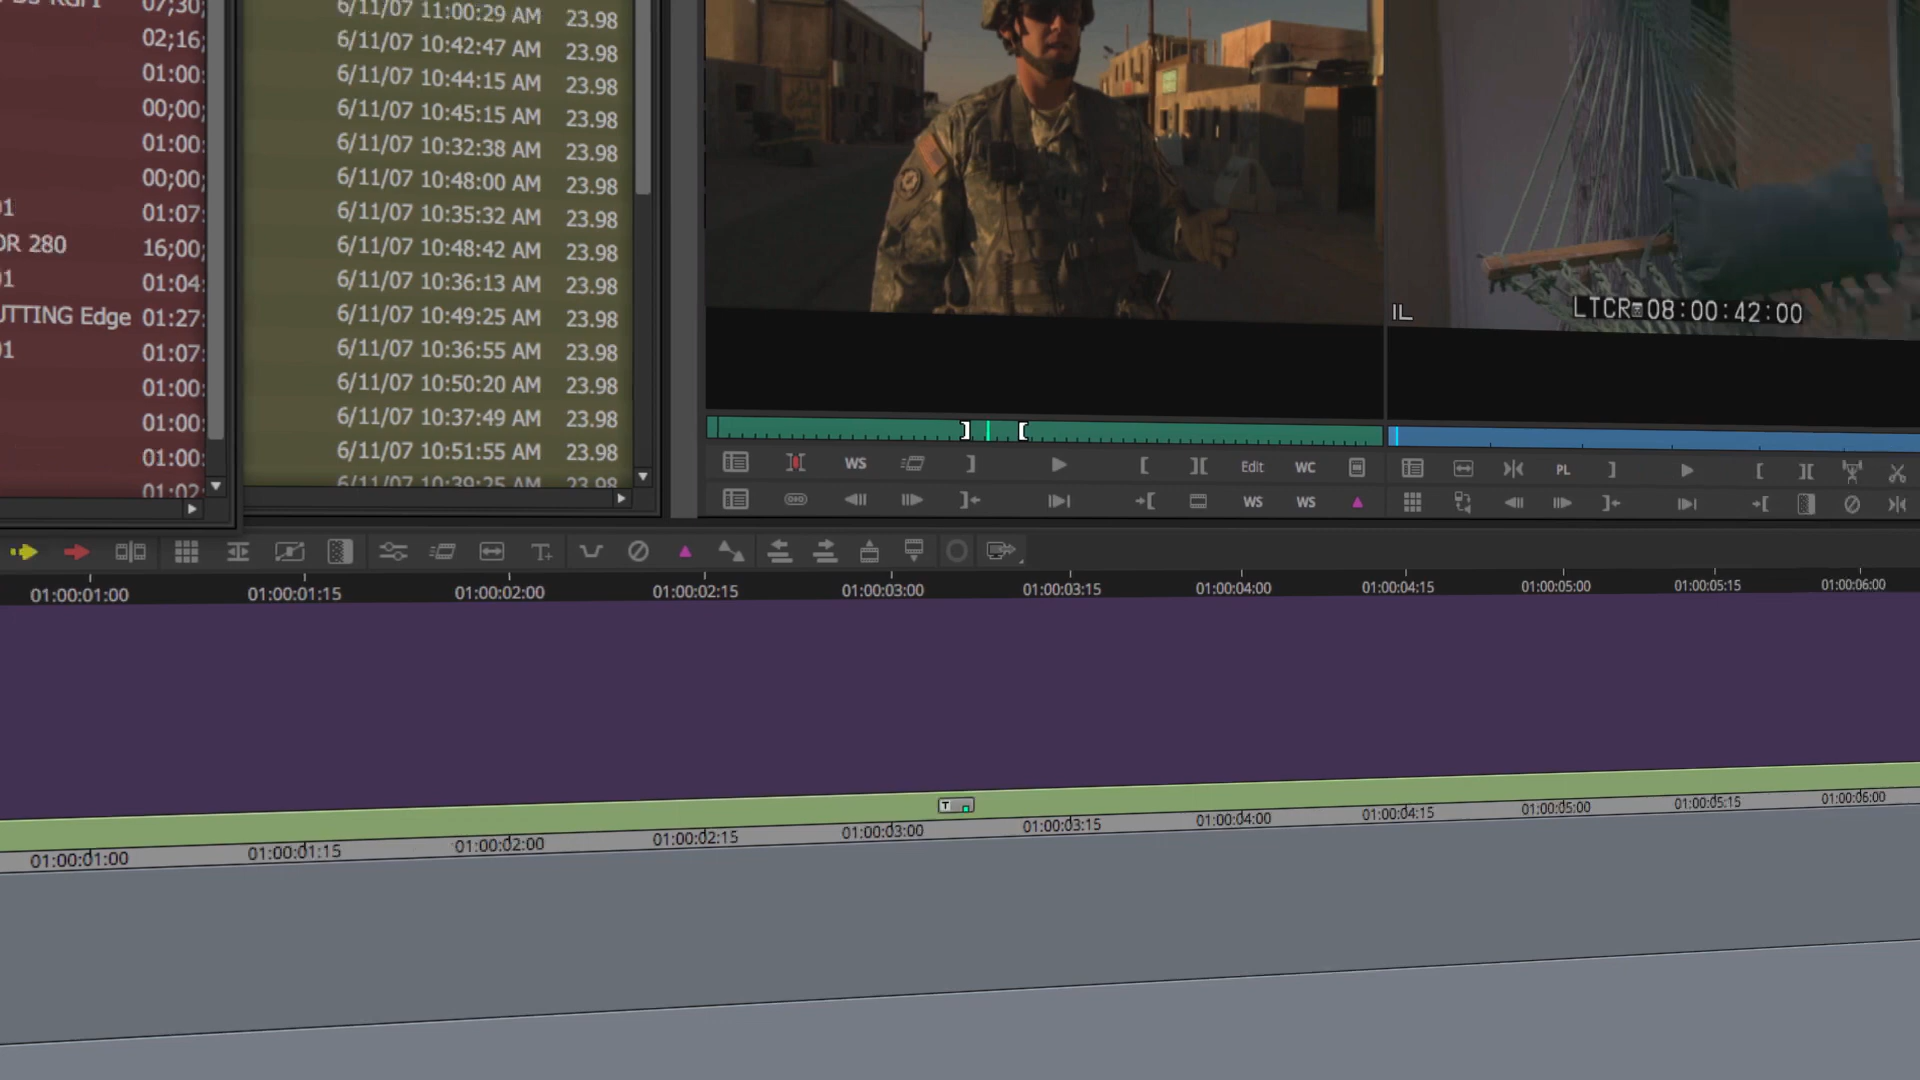 07;30;
02;16;
01:00:
00;00;
01:00:
00;00;
01 01:07:
OR 280 16;00;
01 01:04:
UTTING Edge 01:27:
01 01:07:
01:00:
01:00:
01:00:
01:02:
6/11/07 11:00:29 AM 23.98
6/11/07 10:42:47 AM 23.98
6/11/07 10:44:15 AM 23.98
6/11/07 10:45:15 AM 23.98
6/11/07 10:32:38 AM 23.98
6/11/07 10:48:00 AM 23.98
6/11/07 10:35:32 AM 23.98
6/11/07 10:48:42 AM 23.98
6/11/07 10:36:13 AM 23.98
6/11/07 10:49:25 AM 23.98
6/11/07 10:36:55 AM 23.98
6/11/07 10:50:20 AM 23.98
6/11/07 10:37:49 AM 23.98
6/11/07 10:51:55 AM 23.98
6/11/07 10:39:25 AM 23.98
IL
LTCR 08:00:42:00
WS Edit WC
WS WS
PL
01:00:01:00 01:00:01:15 01:00:02:00 01:00:02:15 01:00:03:00 01:00:03:15 01:00:04:00 01:00:04:15 01:00:05:00 01:00:05:15 01:00:06:00
T
01:00:01:00 01:00:01:15 01:00:02:00 01:00:02:15 01:00:03:00 01:00:03:15 01:00:04:00 01:00:04:15 01:00:05:00 01:00:05:15 01:00:06:00